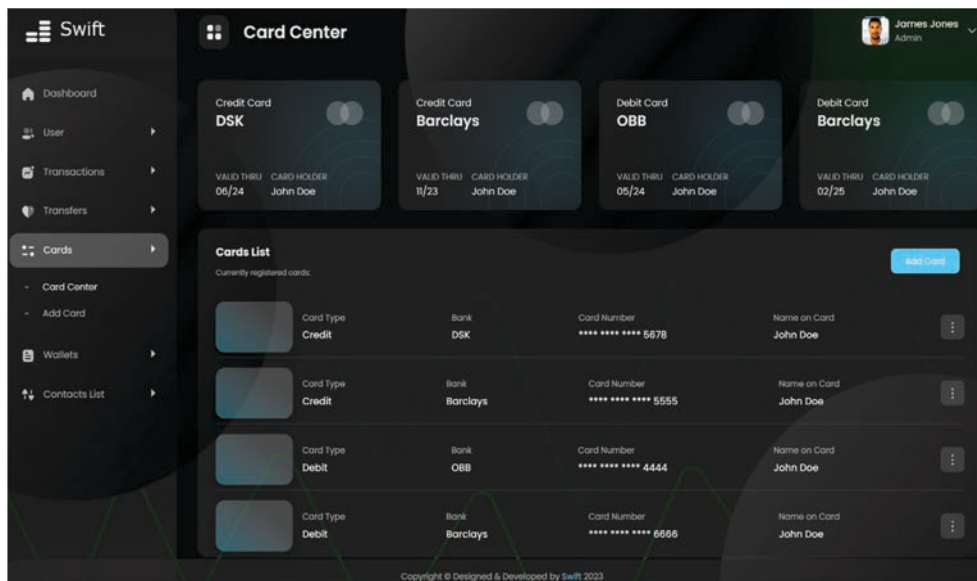 Swift
Card Center
James Jones
Admin
Dashboard
User
Transactions
Transfers
Cards
- Card Center
- Add Card
Wallets
Contacts List
Credit Card
DSK
VALID THRU CARD HOLDER
06/24 John Doe
Credit Card
Barclays
VALID THRU CARD HOLDER
11/23 John Doe
Debit Card
OBB
VALID THRU CARD HOLDER
05/24 John Doe
Debit Card
Barclays
VALID THRU CARD HOLDER
02/25 John Doe
Cards List
Currently registered cards:
Add Card
Card Type Bank Card Number Name on Card
Credit DSK **** **** **** 5678 John Doe
Card Type Bank Card Number Name on Card
Credit Barclays **** **** **** 5555 John Doe
Card Type Bank Card Number Name on Card
Debit OBB **** **** **** 4444 John Doe
Card Type Bank Card Number Name on Card
Debit Barclays **** **** **** 6666 John Doe
Copyright © Designed & Developed by Swift 2023